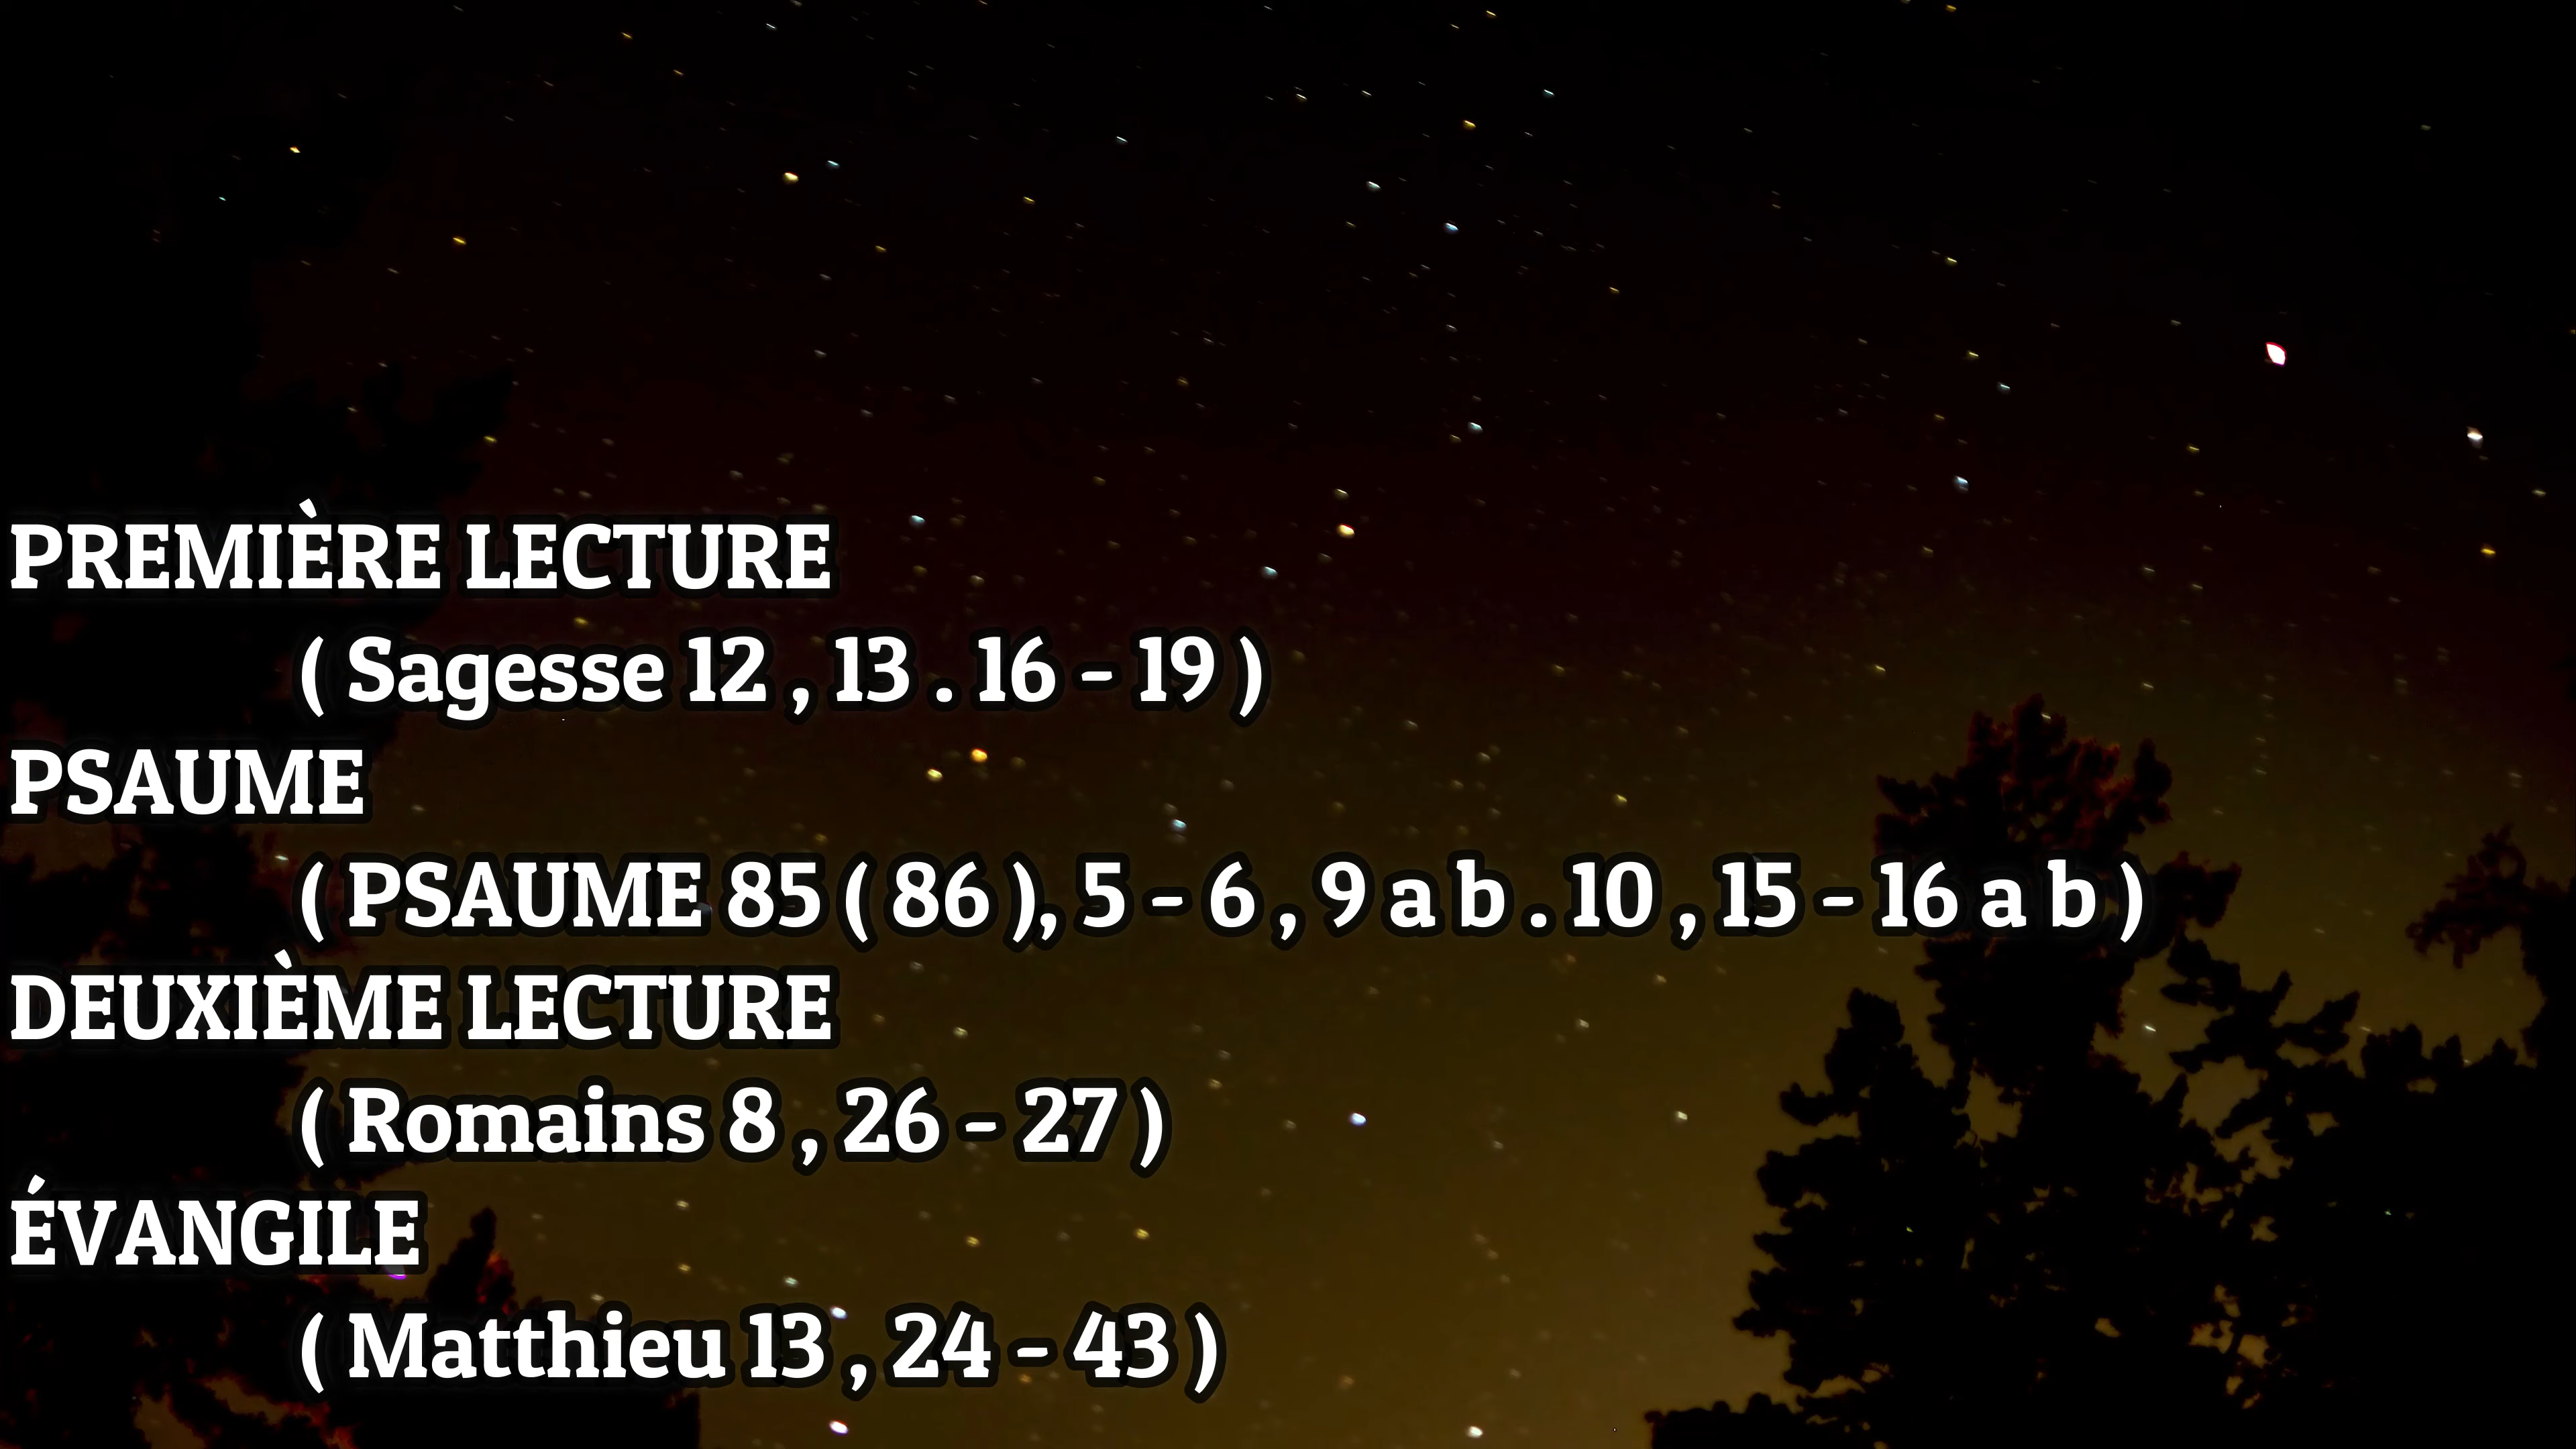 PREMIÈRE LECTURE
( Sagesse 12 , 13 . 16 - 19 )
PSAUME
( PSAUME 85 ( 86 ), 5 - 6 , 9 a b . 10 , 15 - 16 a b )
DEUXIÈME LECTURE
( Romains 8 , 26 - 27 )
ÉVANGILE
( Matthieu 13 , 24 - 43 )